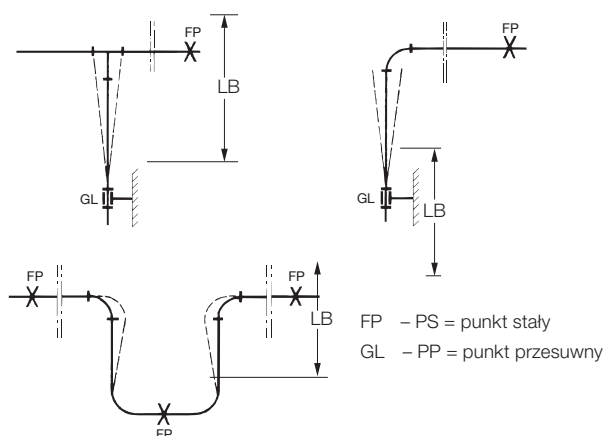 FP
LB
GL
FP
LB
GL
FP
FP
LB
FP
FP – PS = punkt stały
GL – PP = punkt przesuwny